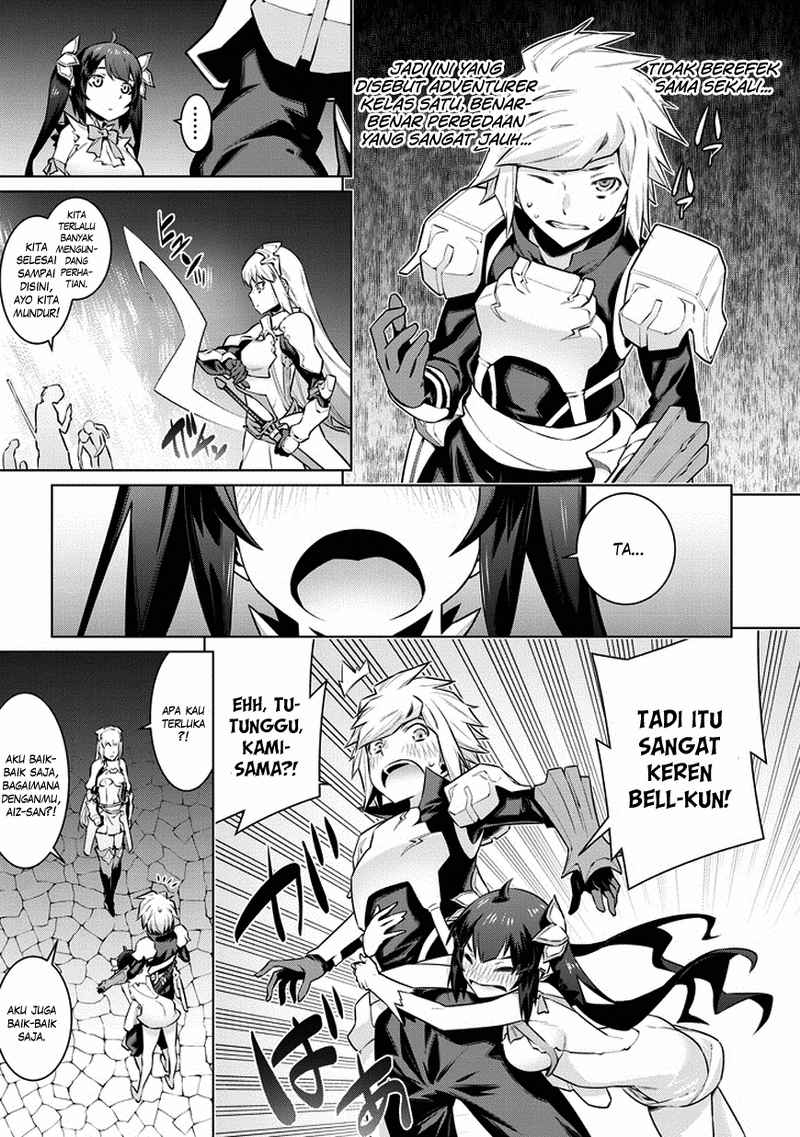 TIDAK BEREFEK
SAMA SEKALI...
JADI INI YANG
DISEBUT ADVENTURER
KELAS SATU, BENAR-
BENAR PERBEDAAN
YANG SANGAT JAUH...
......
KITA
TERLALU
BANYAK
MENGUN-
DANG
PERHA-
TIAN.
KITA
SELESAI
SAMPAI
DISINI,
AYO KITA
MUNDUR!
TA...
TADI ITU
SANGAT
KEREN
BELL-KUN!
EHH, TU-
TUNGGU,
KAMI-
SAMA?!
APA KAU
TERLUKA
?!
AKU BAIK-
BAIK SAJA,
BAGAIMANA
DENGANMU,
AIZ-SAN?!
AKU JUGA
BAIK-BAIK
SAJA.